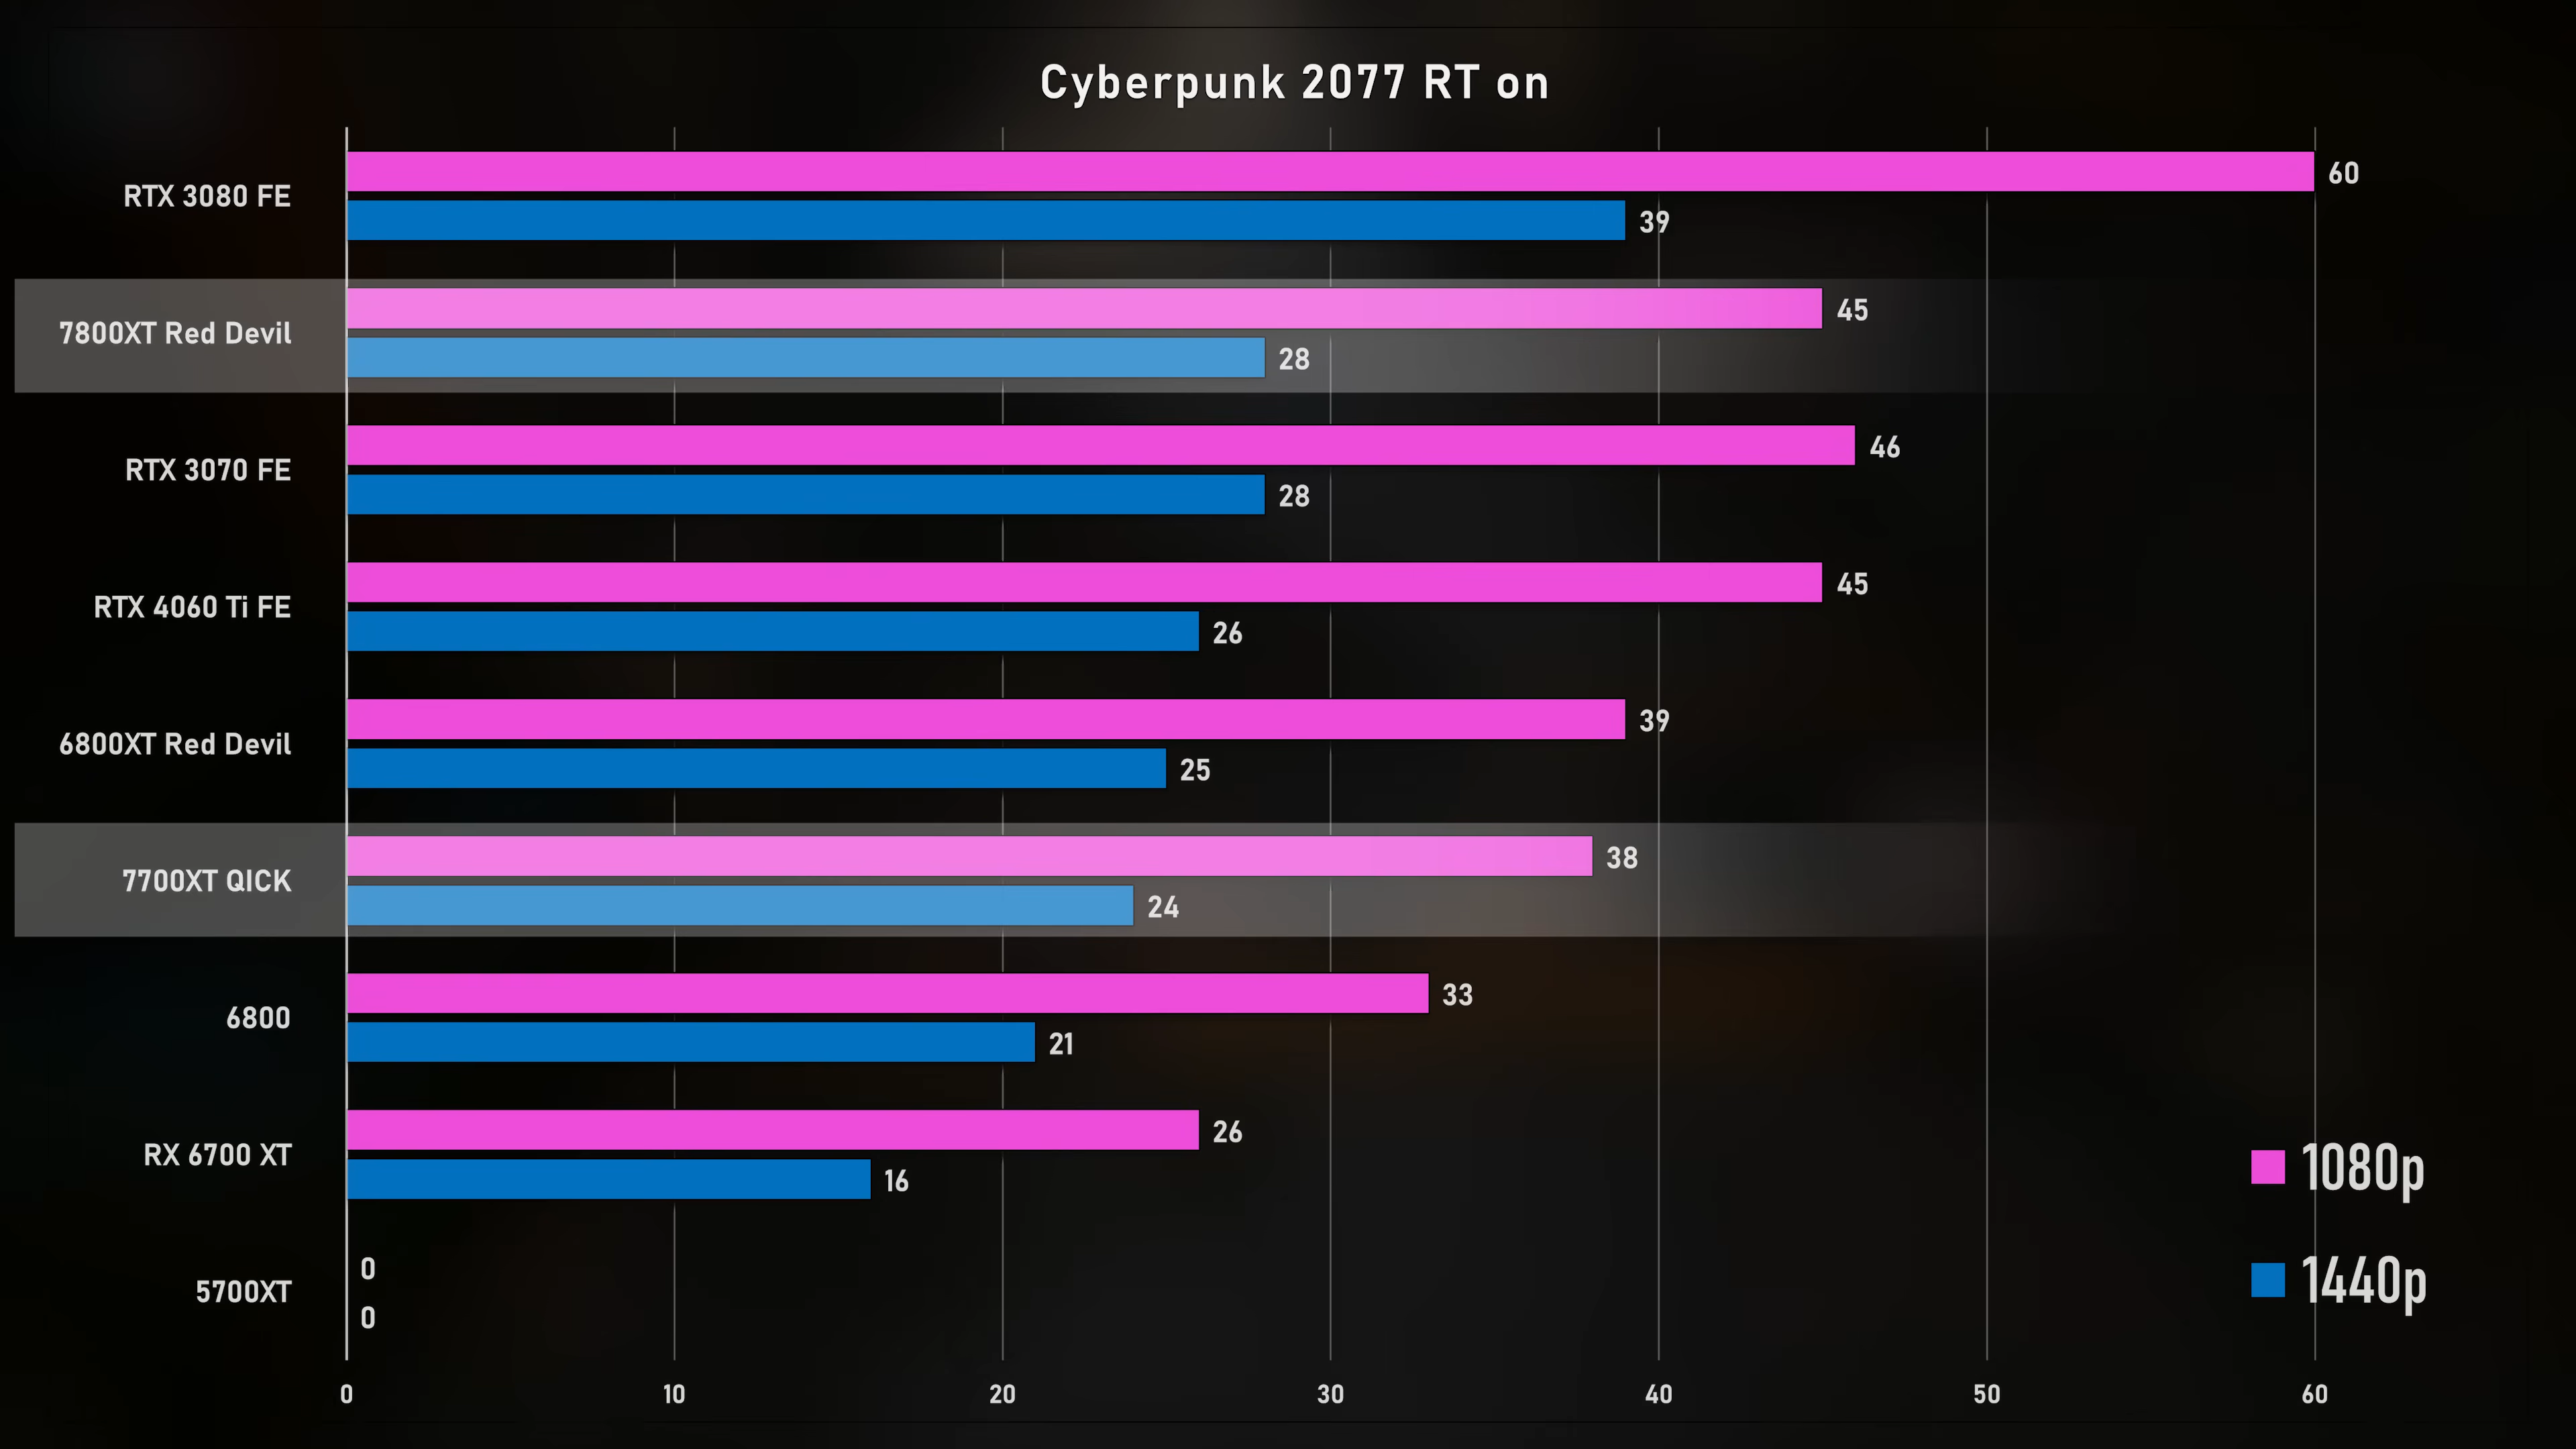 Cyberpunk 2077 RT on
RTX 3080 FE
60
39
7800XT Red Devil
45
28
RTX 3070 FE
46
28
RTX 4060 Ti FE
45
26
6800XT Red Devil
39
25
7700XT QICK
38
24
6800
33
21
RX 6700 XT
26
16
5700XT
0
0
1080p
1440p
0 10 20 30 40 50 60